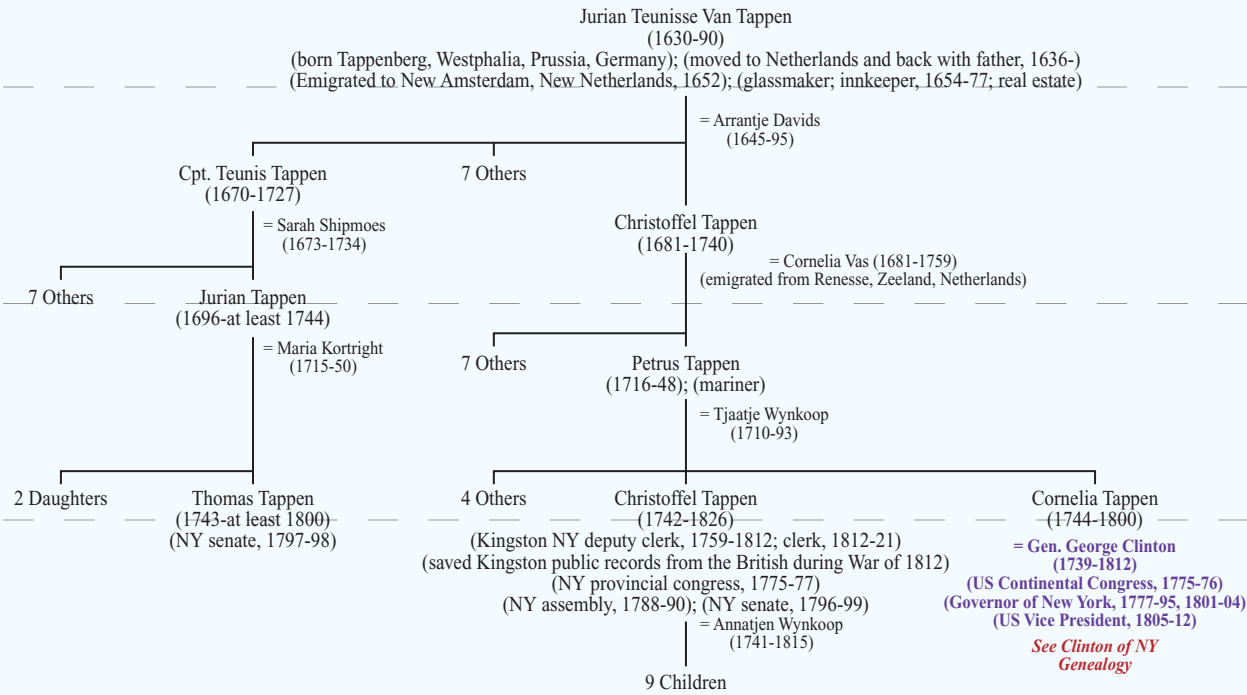 Jurian Teunisse Van Tappen
(1630-90)
(born Tappenberg, Westphalia, Prussia, Germany); (moved to Netherlands and back with father, 1636-)
(Emigrated to New Amsterdam, New Netherlands, 1652); (glassmaker; innkeeper, 1654-77; real estate)
= Arrantje Davids
(1645-95)
Cpt. Teunis Tappen
(1670-1727)
7 Others
= Sarah Shipmoes
(1673-1734)
Christoffel Tappen
(1681-1740)
= Cornelia Vas (1681-1759)
(emigrated from Renesse, Zeeland, Netherlands)
7 Others
Jurian Tappen
(1696-at least 1744)
= Maria Kortright
(1715-50)
7 Others
Petrus Tappen
(1716-48); (mariner)
= Tjaatje Wynkoop
(1710-93)
2 Daughters
Thomas Tappen
(1743-at least 1800)
(NY senate, 1797-98)
4 Others
Christoffel Tappen
(1742-1826)
(Kingston NY deputy clerk, 1759-1812; clerk, 1812-21)
(saved Kingston public records from the British during War of 1812)
(NY provincial congress, 1775-77)
(NY assembly, 1788-90); (NY senate, 1796-99)
= Annatjen Wynkoop
(1741-1815)
9 Children
Cornelia Tappen
(1744-1800)
= Gen. George Clinton
(1739-1812)
(US Continental Congress, 1775-76)
(Governor of New York, 1777-95, 1801-04)
(US Vice President, 1805-12)
See Clinton of NY
Genealogy